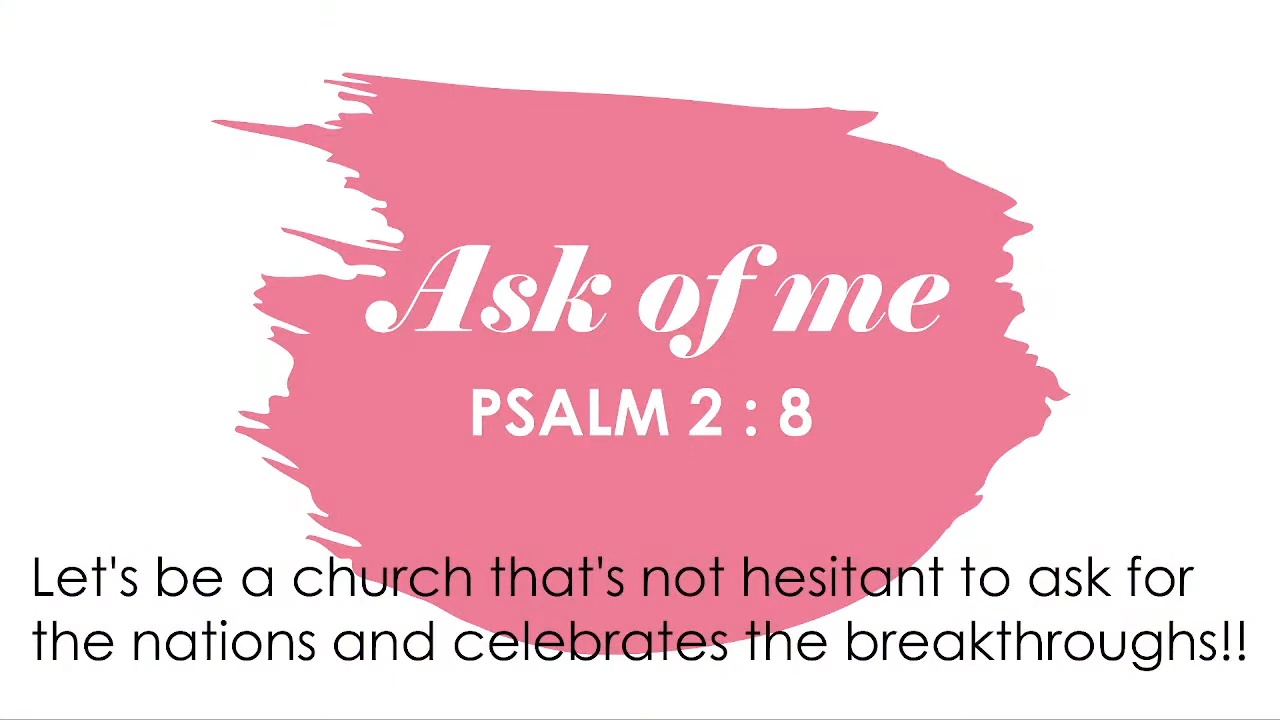 Ask of me
PSALM 2 : 8
Let's be a church that's not hesitant to ask for
the nations and celebrates the breakthroughs!!